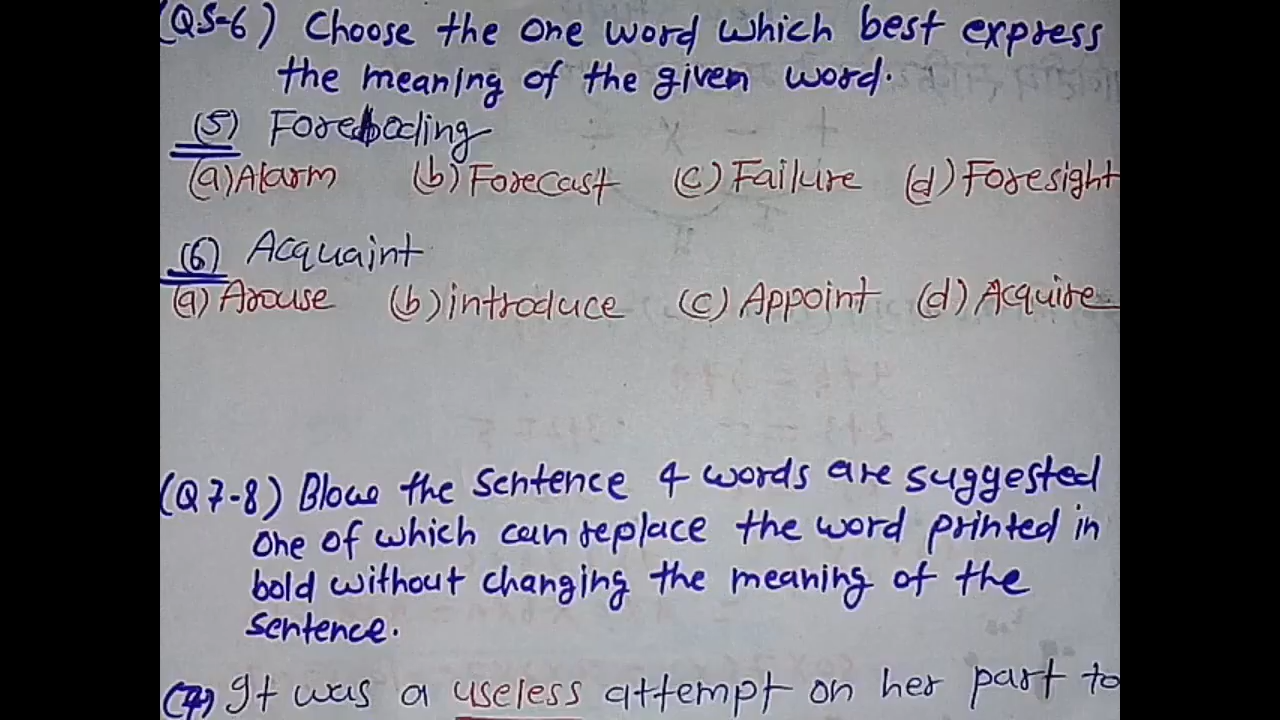 (Q5-6) Choose the one word which best express
the meaning of the given word.
(5) Foreboding
(a) Alarm (b) Forecast (c) Failure (d) Foresight
(6) Acquaint
(a) Arouse (b) introduce (c) Appoint (d) Acquire
(Q7-8) Blow the Sentence 4 words are suggested
one of which can replace the word printed in
bold without changing the meaning of the
sentence.
(7) It was a useless attempt on her part to